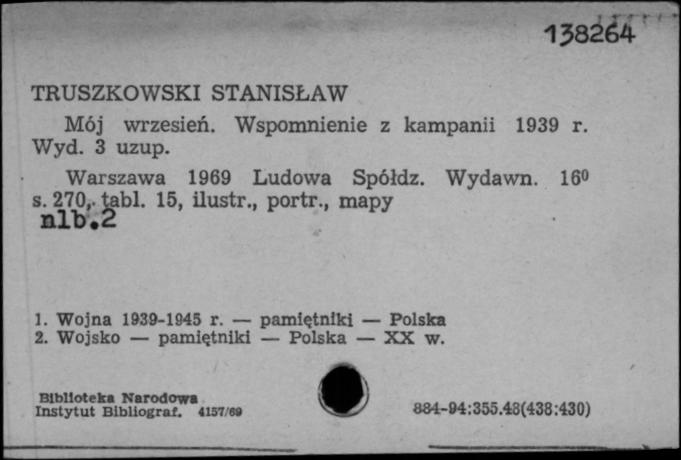 138264
TRUSZKOWSKI STANISŁAW
Mój wrzesień. Wspomnienie z kampanii 1939 r.
Wyd. 3 uzup.
Warszawa 1969 Ludowa Spółdz. Wydawn. 16⁰
s. 270, tabl. 15, ilustr., portr., mapy
nlb.2
1. Wojna 1939-1945 r. — pamiętniki — Polska
2. Wojsko — pamiętniki — Polska — XX w.
Biblioteka Narodowa
Instytut Bibliograf. 4157/69
884-94:355.48(438:430)